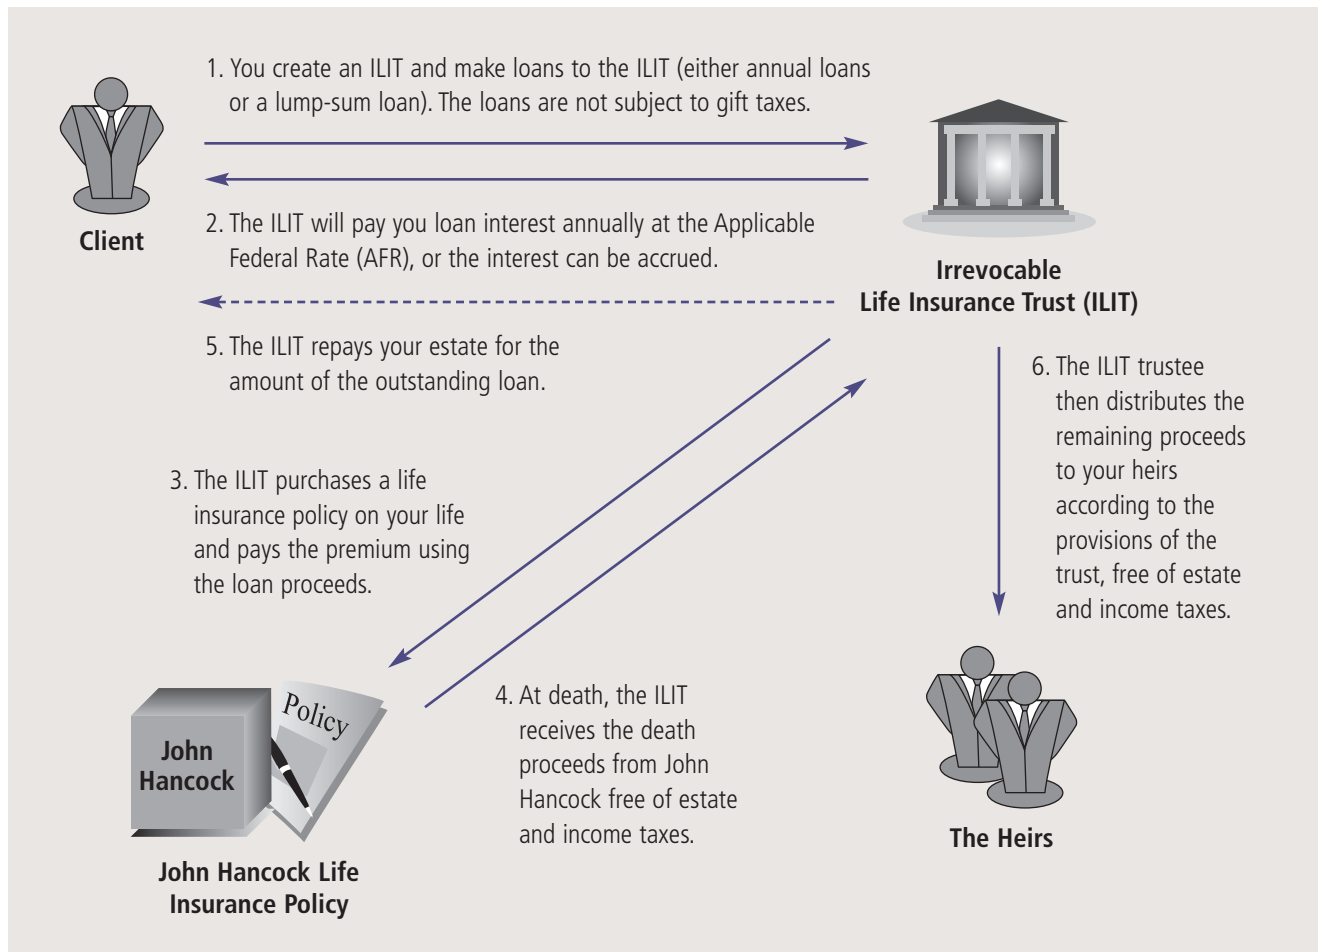 1. You create an ILIT and make loans to the ILIT (either annual loans
or a lump-sum loan). The loans are not subject to gift taxes.
Client
2. The ILIT will pay you loan interest annually at the Applicable
Federal Rate (AFR), or the interest can be accrued.
Irrevocable
Life Insurance Trust (ILIT)
5. The ILIT repays your estate for the
amount of the outstanding loan.
6. The ILIT trustee
then distributes the
remaining proceeds
to your heirs
according to the
provisions of the
trust, free of estate
and income taxes.
3. The ILIT purchases a life
insurance policy on your life
and pays the premium using
the loan proceeds.
4. At death, the ILIT
receives the death
proceeds from John
Hancock free of estate
and income taxes.
Policy
John
Hancock
John Hancock Life
Insurance Policy
The Heirs